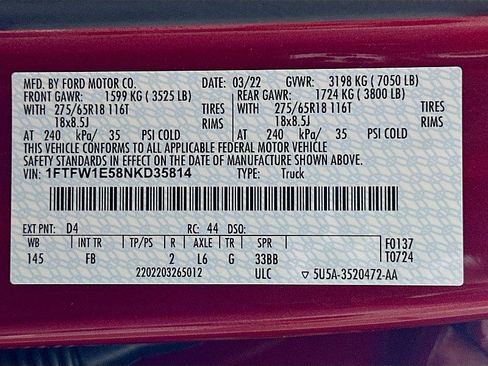 MFD. BY FORD MOTOR CO. DATE: 03/22 GVWR: 3198 KG ( 7050 LB)
FRONT GAWR: 1599 KG ( 3525 LB) REAR GAWR: 1724 KG ( 3800 LB)
WITH 275/65R18 116T TIRES WITH 275/65R18 116T TIRES
18x8.5J RIMS 18x8.5J RIMS
AT 240 kPa/ 35 PSI COLD AT 240 kPa/ 35 PSI COLD
THIS VEHICLE CONFORMS TO ALL APPLICABLE FEDERAL MOTOR VEHICLE
SAFETY STANDARDS IN EFFECT ON THE DATE OF MANUFACTURE SHOWN ABOVE.
VIN: 1FTFW1E58NKD35814 TYPE: Truck
EXT PNT: D4 RC: 44 DSO:
WB INT TR TP/PS R AXLE TR SPR F0137
145 FB 2 L6 G 33BB T0724
2202203265012 ULC ▽ 5U5A-3520472-AA